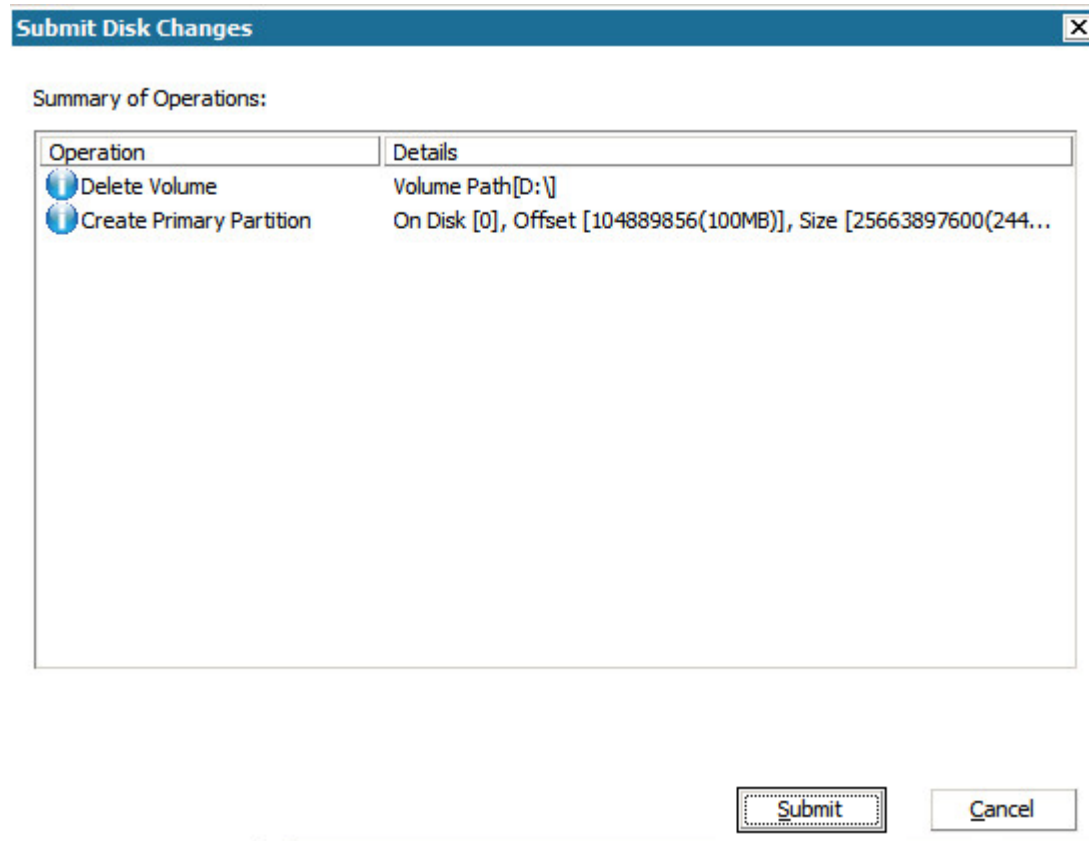 Submit Disk Changes
Summary of Operations:
Operation Details
Delete Volume Volume Path[D:\]
Create Primary Partition On Disk [0], Offset [104889856(100MB)], Size [25663897600(244...
Submit Cancel